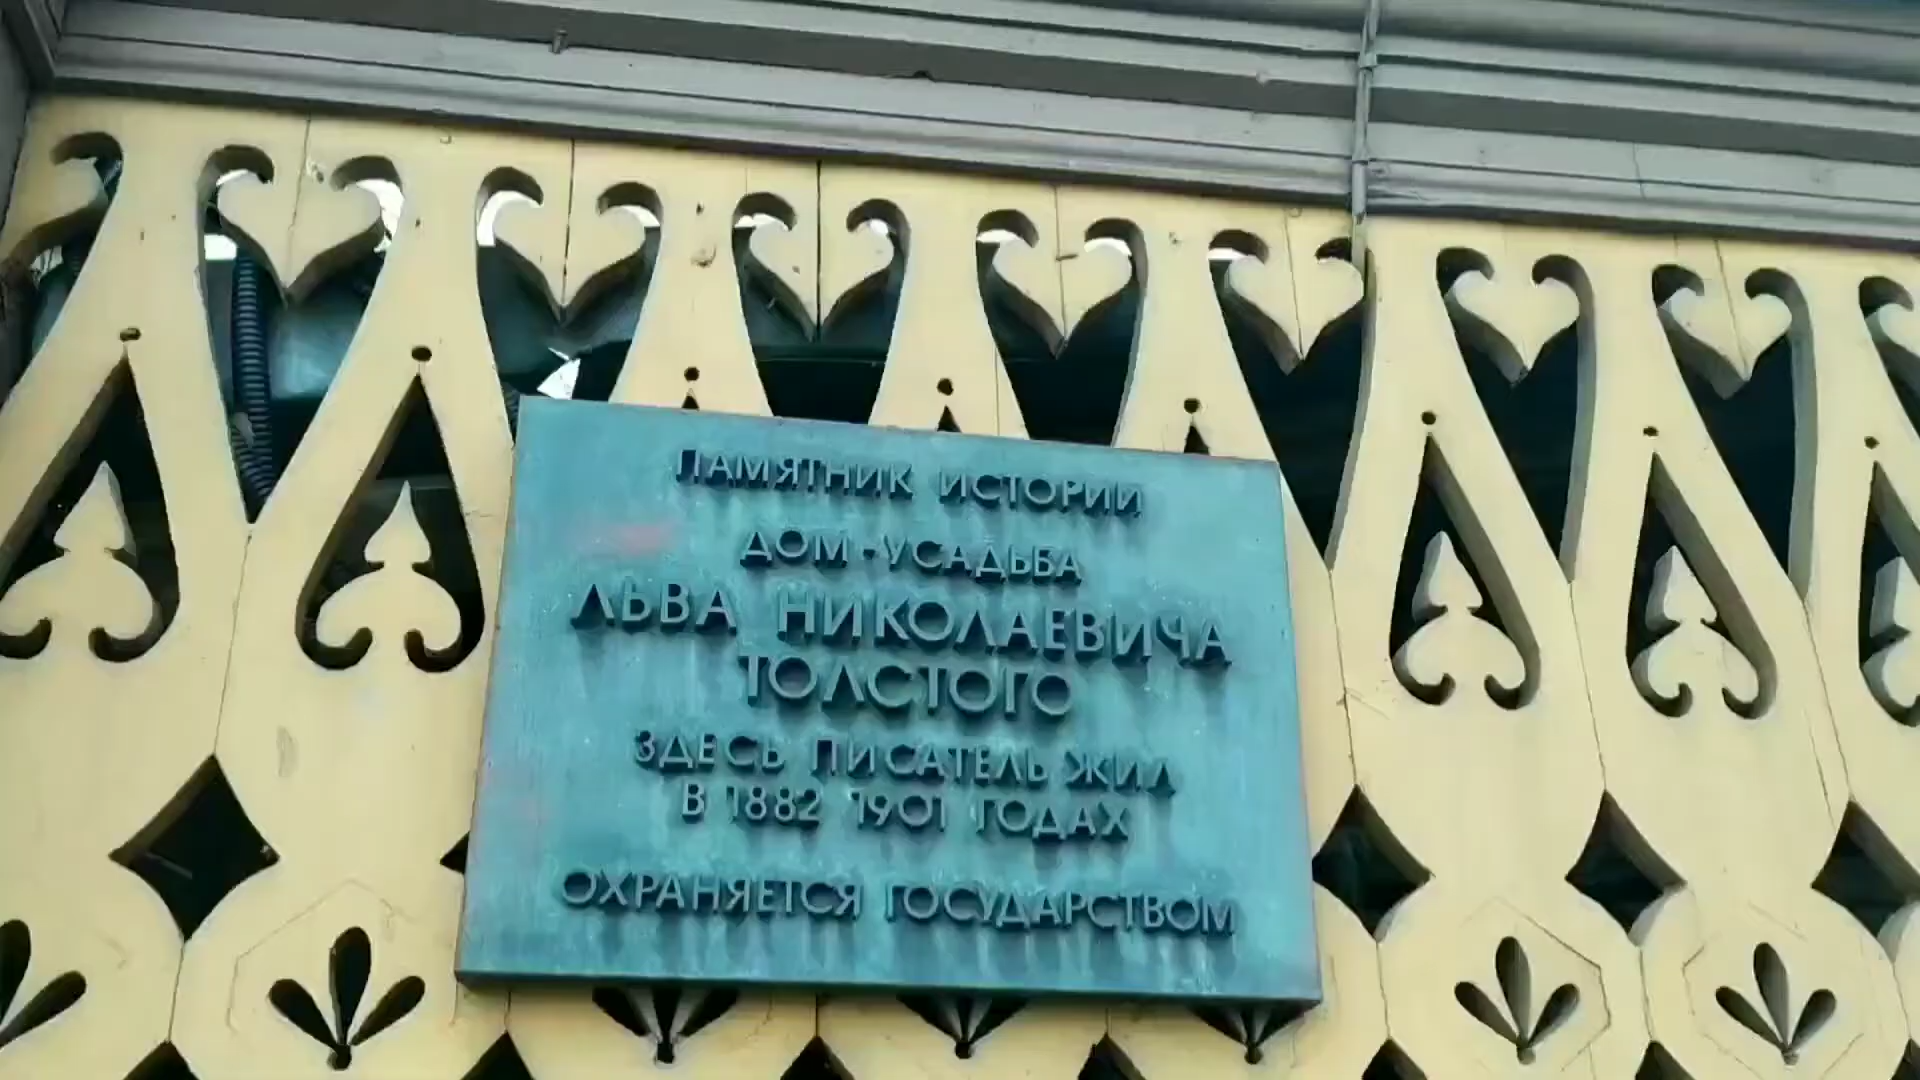 ПАМЯТНИК ИСТОРИИ
ДОМ-УСАДЬБА
ЛЬВА НИКОЛАЕВИЧА
ТОЛСТОГО
ЗДЕСЬ ПИСАТЕЛЬ ЖИЛ
В 1882 1901 ГОДАХ
ОХРАНЯЕТСЯ ГОСУДАРСТВОМ